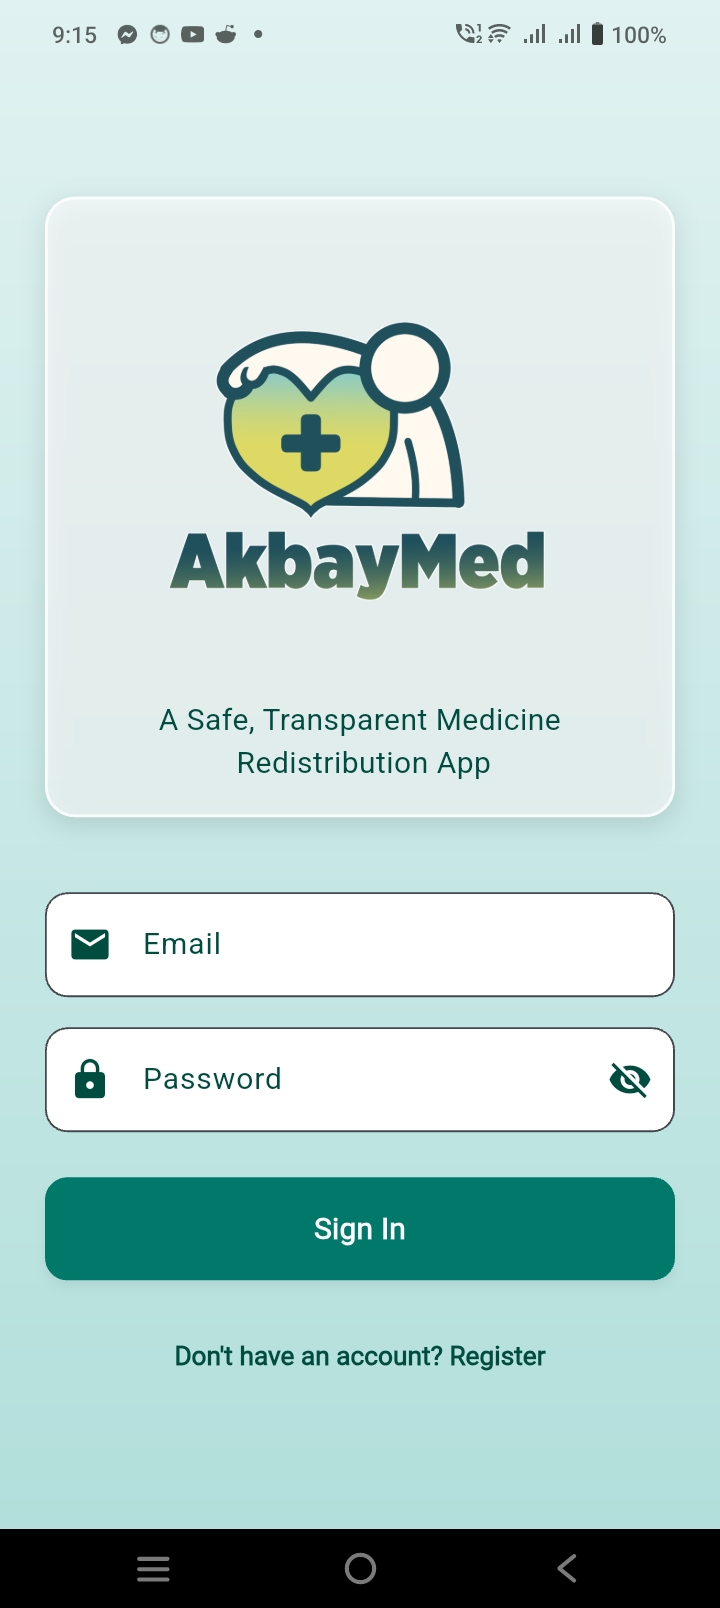 9:15
100%
AkbayMed
A Safe, Transparent Medicine
Redistribution App
Email
Password
Sign In
Don't have an account? Register